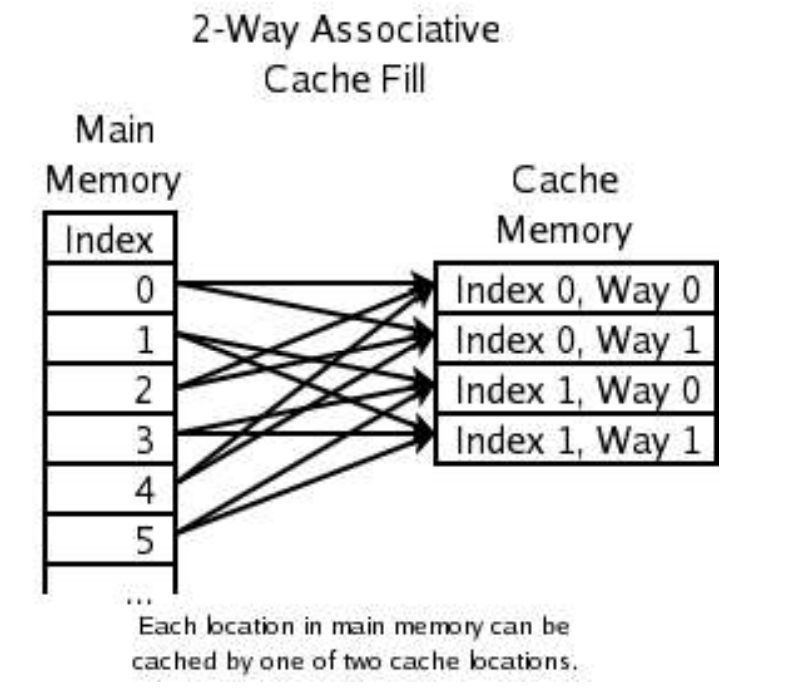 2-Way Associative
Cache Fill
Main
Memory
Index
0
1
2
3
4
5
...
Cache
Memory
Index 0, Way 0
Index 0, Way 1
Index 1, Way 0
Index 1, Way 1
Each location in main memory can be
cached by one of two cache locations.